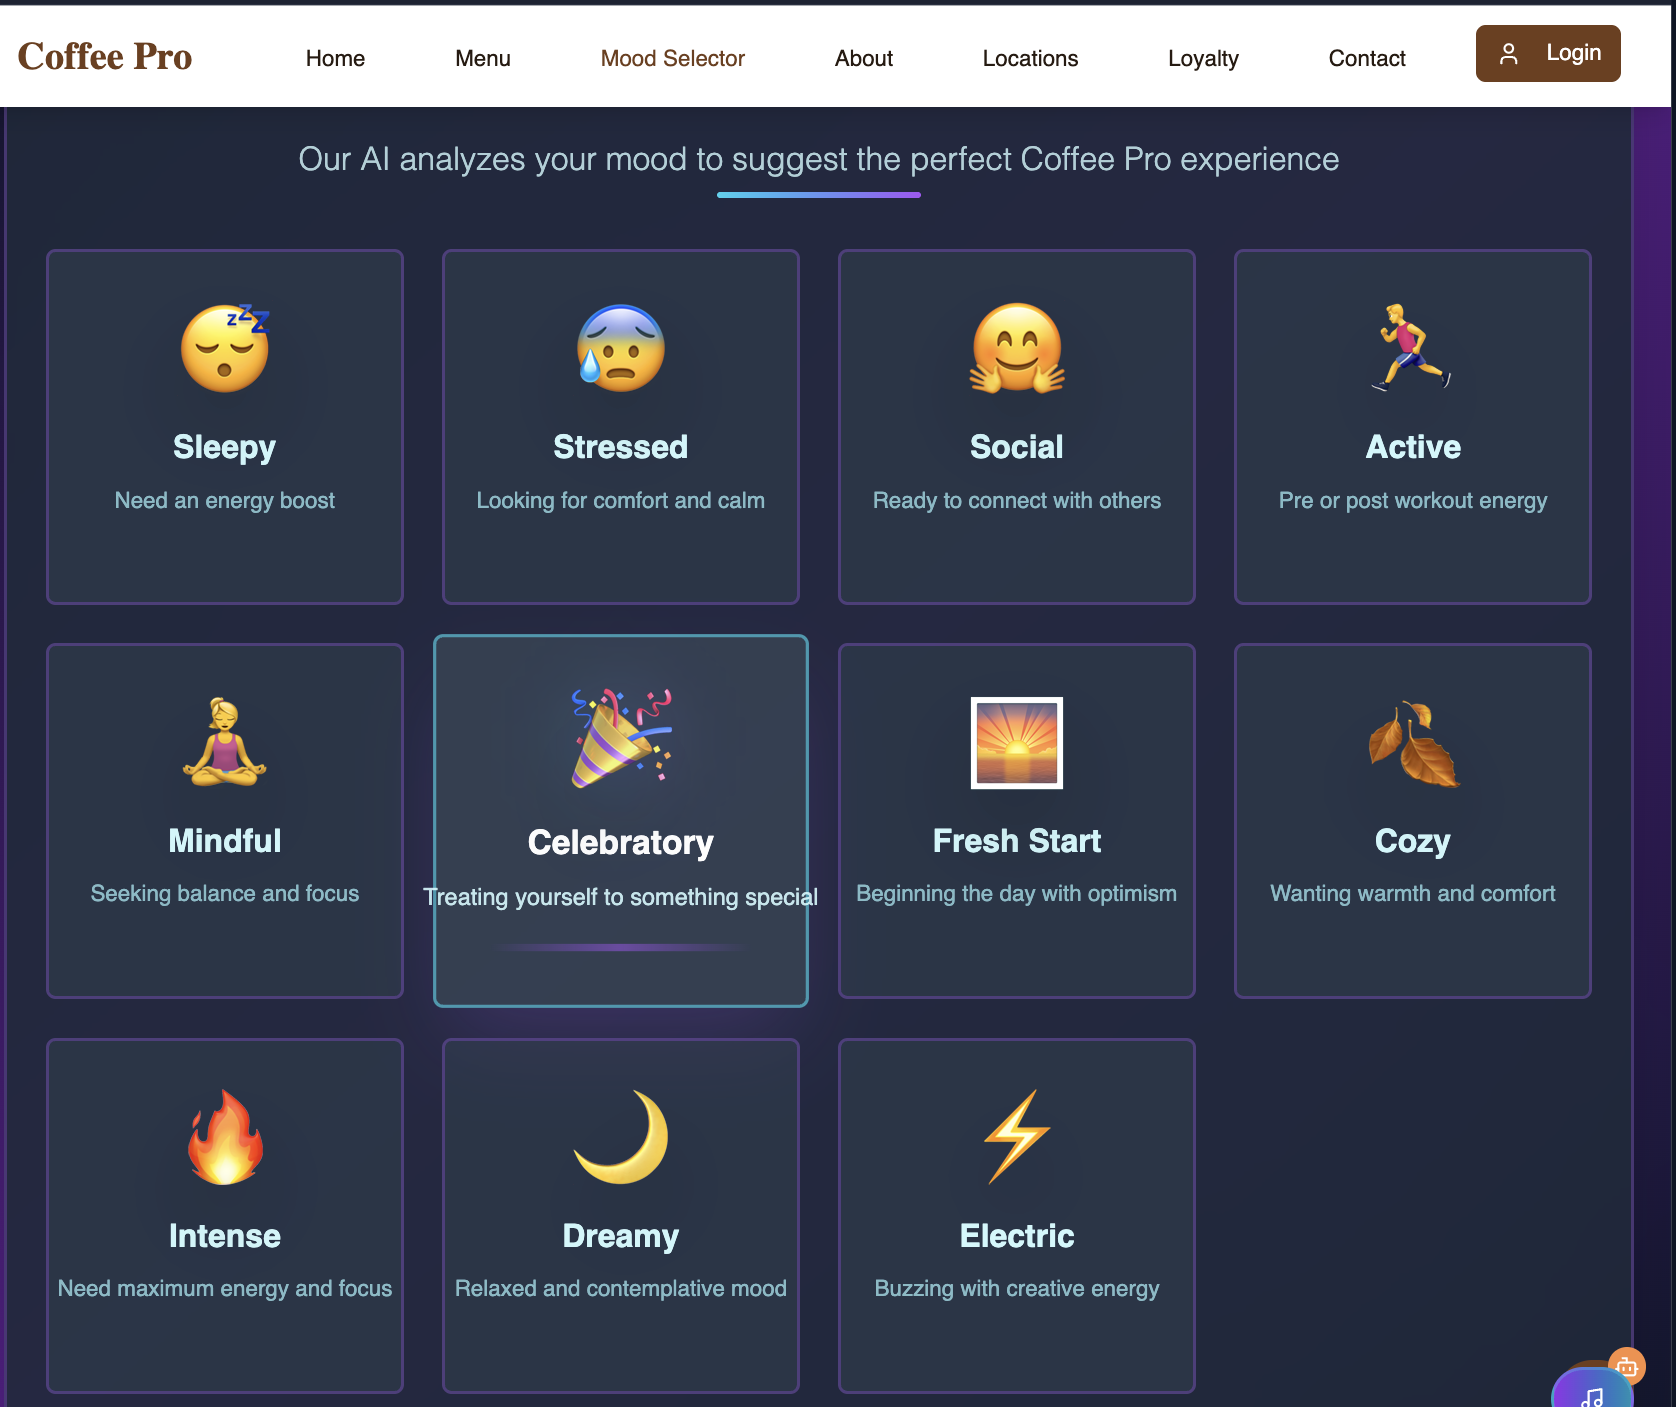 Coffee Pro
Home
Menu
Mood Selector
About
Locations
Loyalty
Contact
Login
Our AI analyzes your mood to suggest the perfect Coffee Pro experience
Sleepy
Need an energy boost
Stressed
Looking for comfort and calm
Social
Ready to connect with others
Active
Pre or post workout energy
Mindful
Seeking balance and focus
Celebratory
Treating yourself to something special
Fresh Start
Beginning the day with optimism
Cozy
Wanting warmth and comfort
Intense
Need maximum energy and focus
Dreamy
Relaxed and contemplative mood
Electric
Buzzing with creative energy